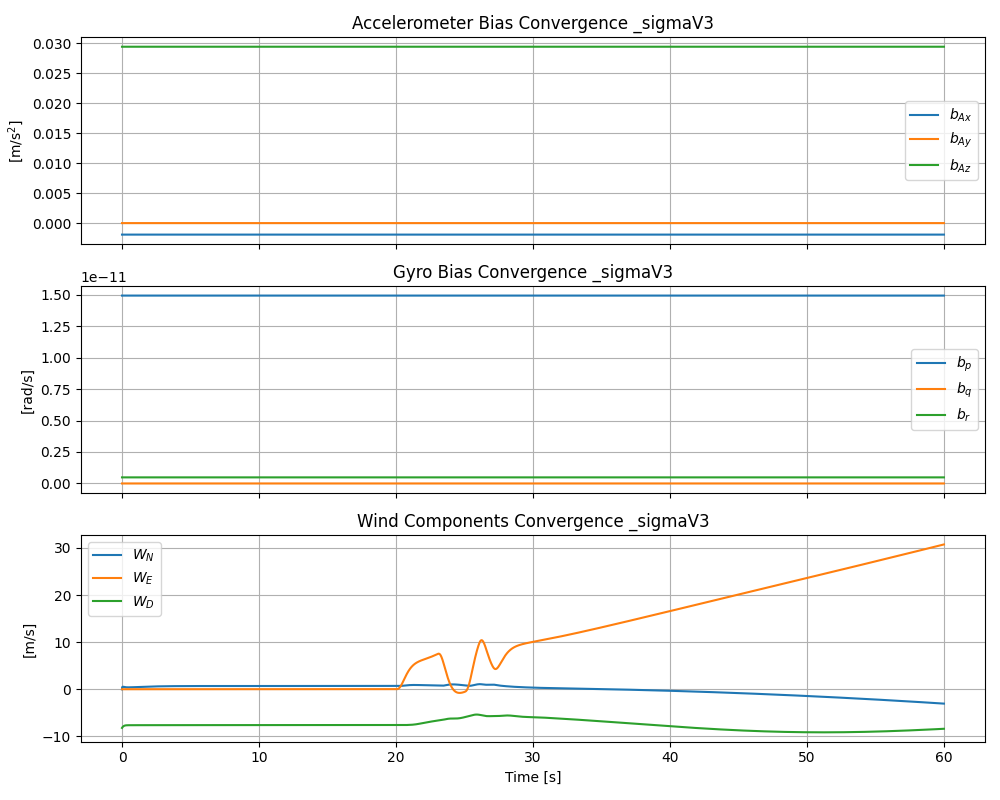 Accelerometer Bias Convergence _sigmaV3
0.030
0.025
0.020
0.015
0.010
0.005
0.000
[m/s²]
b_Ax
b_Ay
b_Az
Gyro Bias Convergence _sigmaV3
1e−11
1.50
1.25
1.00
0.75
0.50
0.25
0.00
[rad/s]
b_p
b_q
b_r
Wind Components Convergence _sigmaV3
30
20
10
0
−10
[m/s]
W_N
W_E
W_D
0 10 20 30 40 50 60
Time [s]